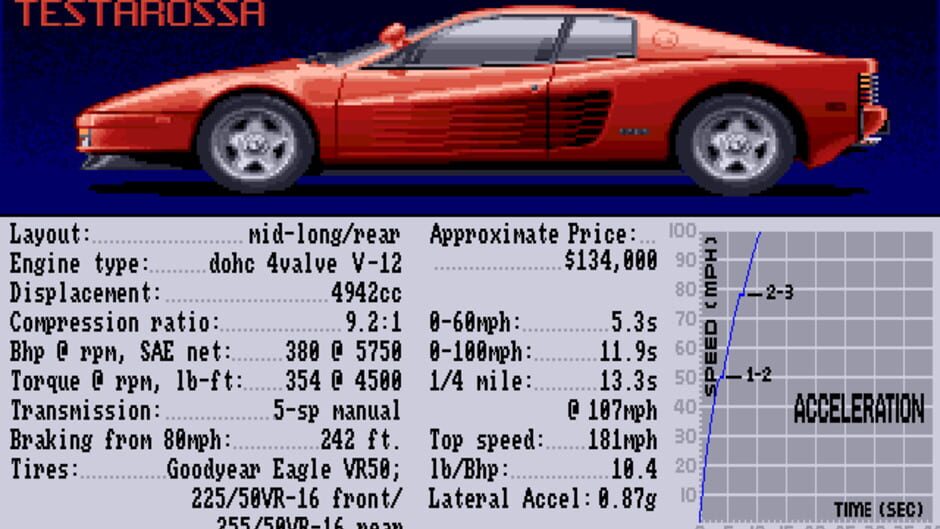 TESTAROSSA
Layout:...............mid-long/rear
Engine type:......dohc 4valve V-12
Displacement:...............4942cc
Compression ratio:...........9.2:1
Bhp @ rpm, SAE net:.....380 @ 5750
Torque @ rpm, lb-ft:....354 @ 4500
Transmission:..........5-sp manual
Braking from 80mph:........242 ft.
Tires:.........Goodyear Eagle VR50;
225/50VR-16 front/
255/50VR-16 rear
Approximate Price:..
.............$134,000
0-60mph:.........5.3s
0-100mph:.......11.9s
1/4 mile:.......13.3s
@ 107mph
Top speed:.....181mph
lb/Bhp:..........10.4
Lateral Accel: 0.87g
100
90
80
70
60
50
40
30
20
10
SPEED (MPH)
2-3
1-2
ACCELERATION
TIME (SEC)